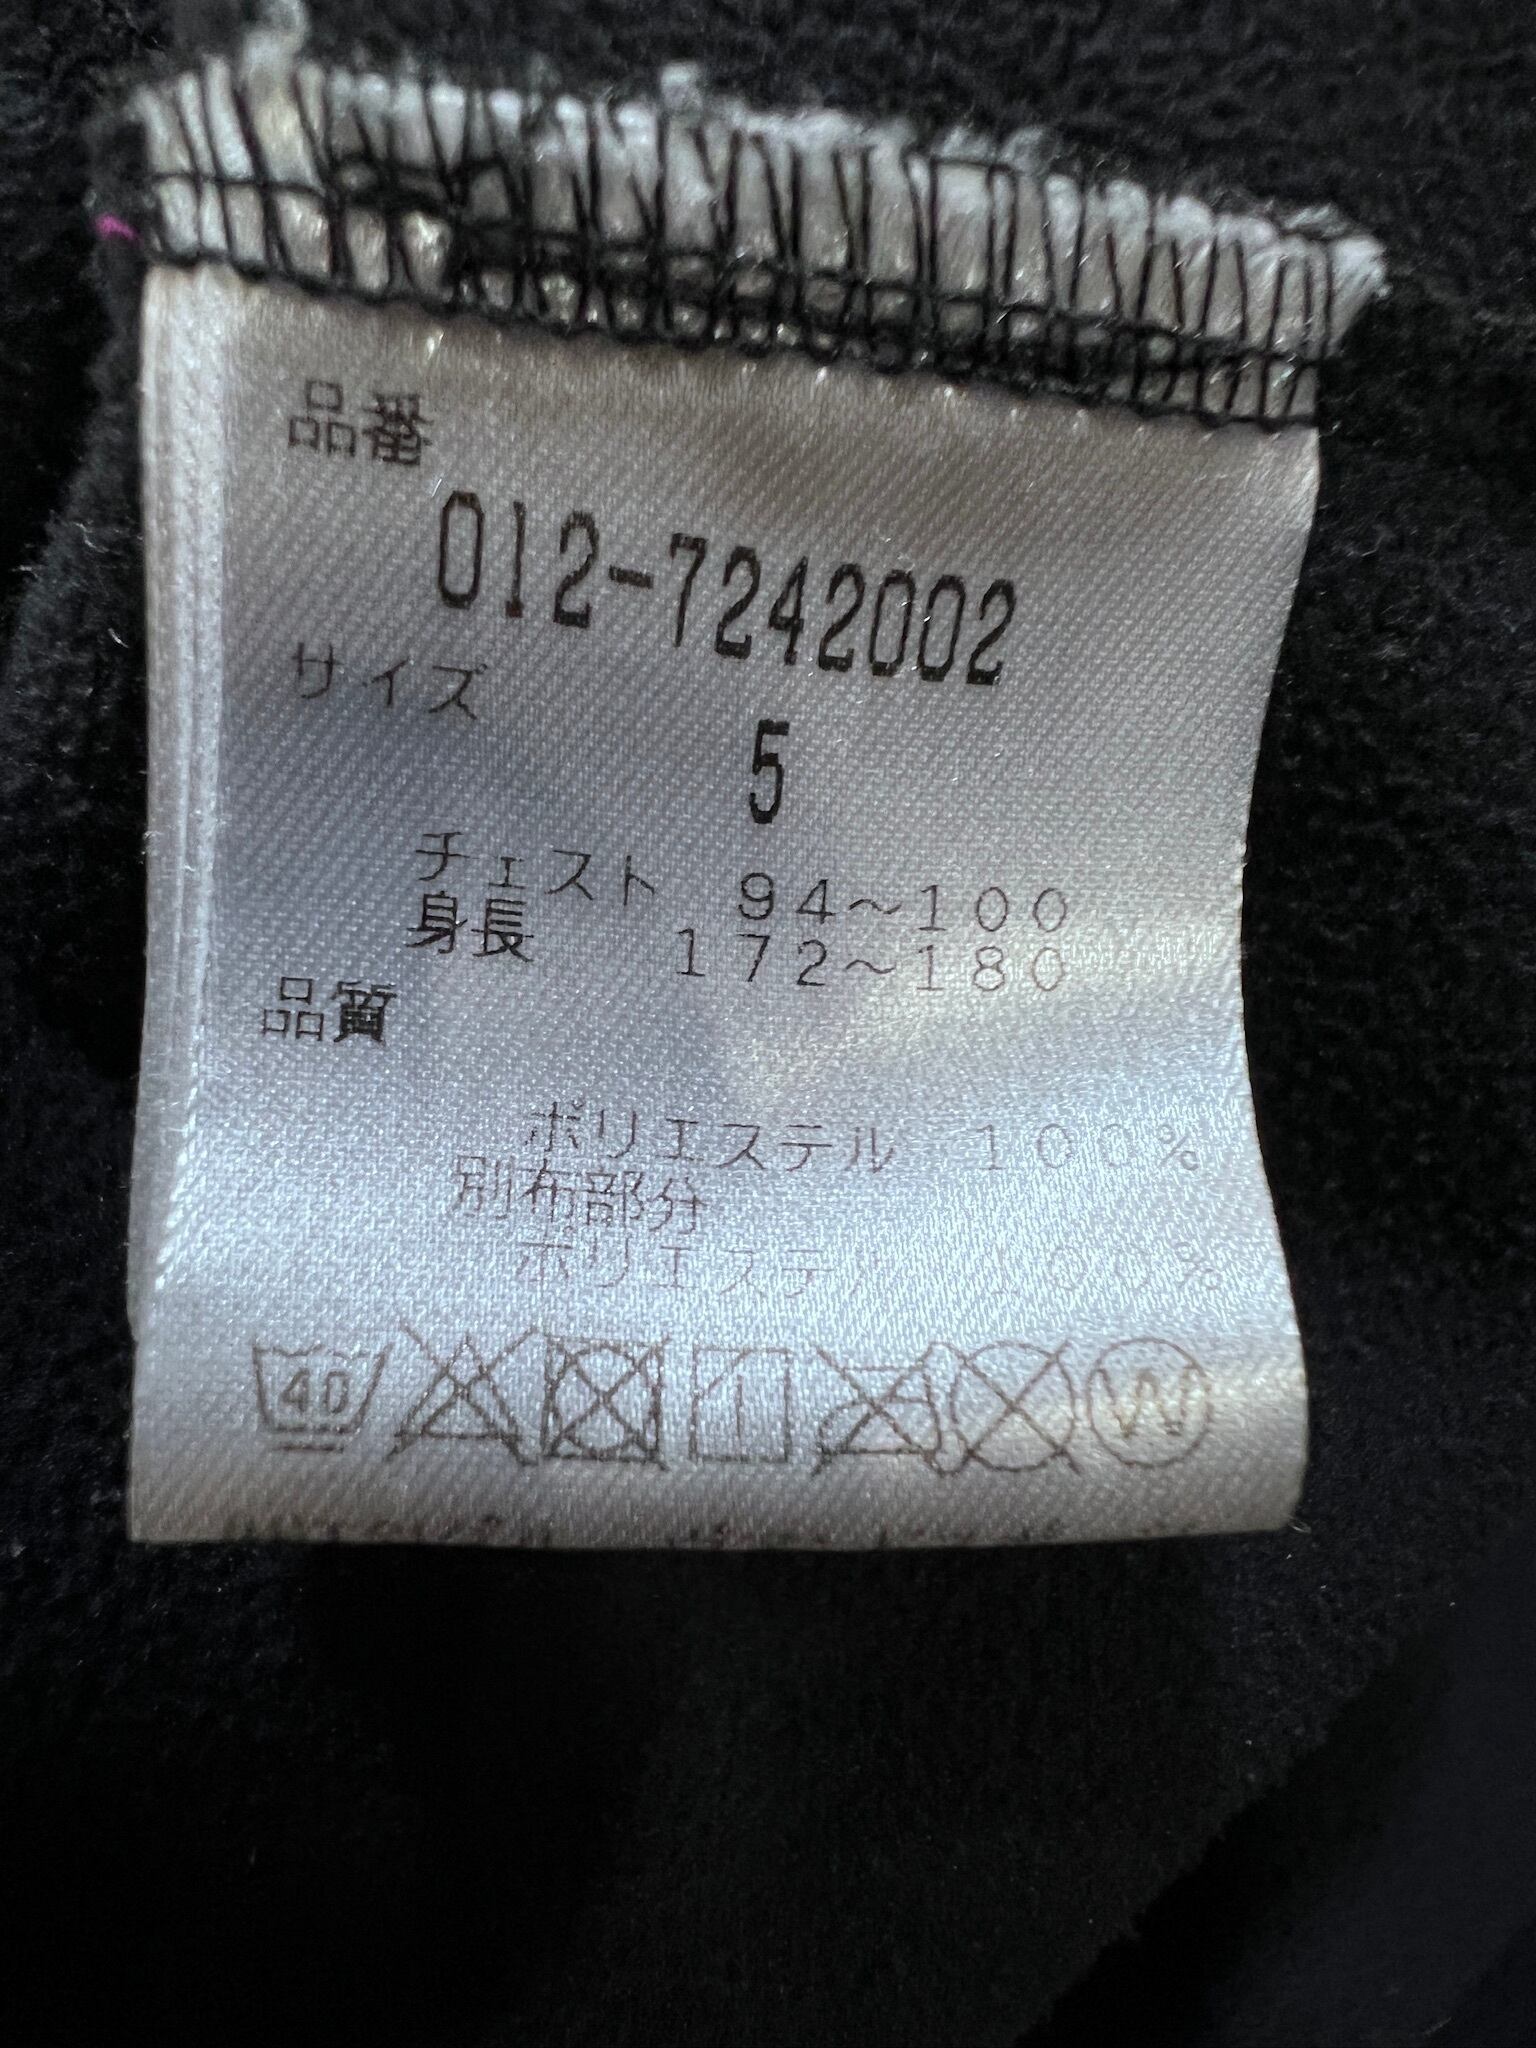 品番
012-7242002
サイズ
5
チェスト 94～100
身長 172～180
品質
ポリエステル 100%
別布部分
ポリエステル 100%
40
W